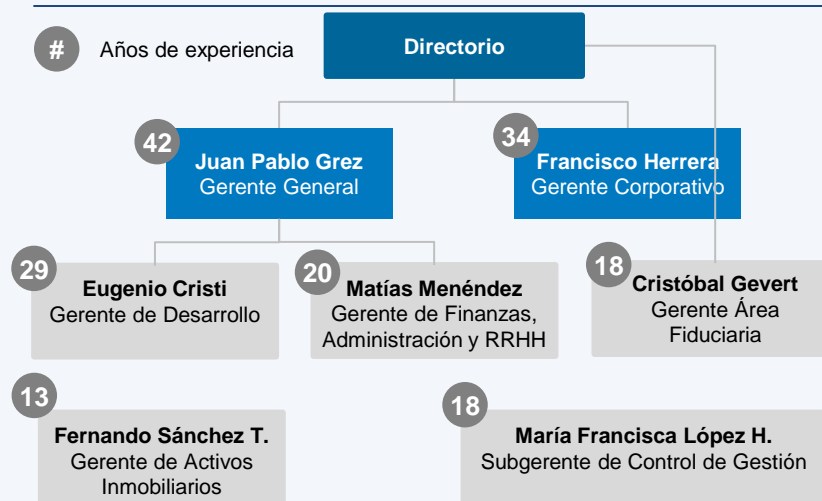 #
Años de experiencia
Directorio
42
Juan Pablo Grez
Gerente General
34
Francisco Herrera
Gerente Corporativo
29
Eugenio Cristi
Gerente de Desarrollo
20
Matías Menéndez
Gerente de Finanzas,
Administración y RRHH
18
Cristóbal Gevert
Gerente Área
Fiduciaria
13
Fernando Sánchez T.
Gerente de Activos
Inmobiliarios
18
María Francisca López H.
Subgerente de Control de Gestión